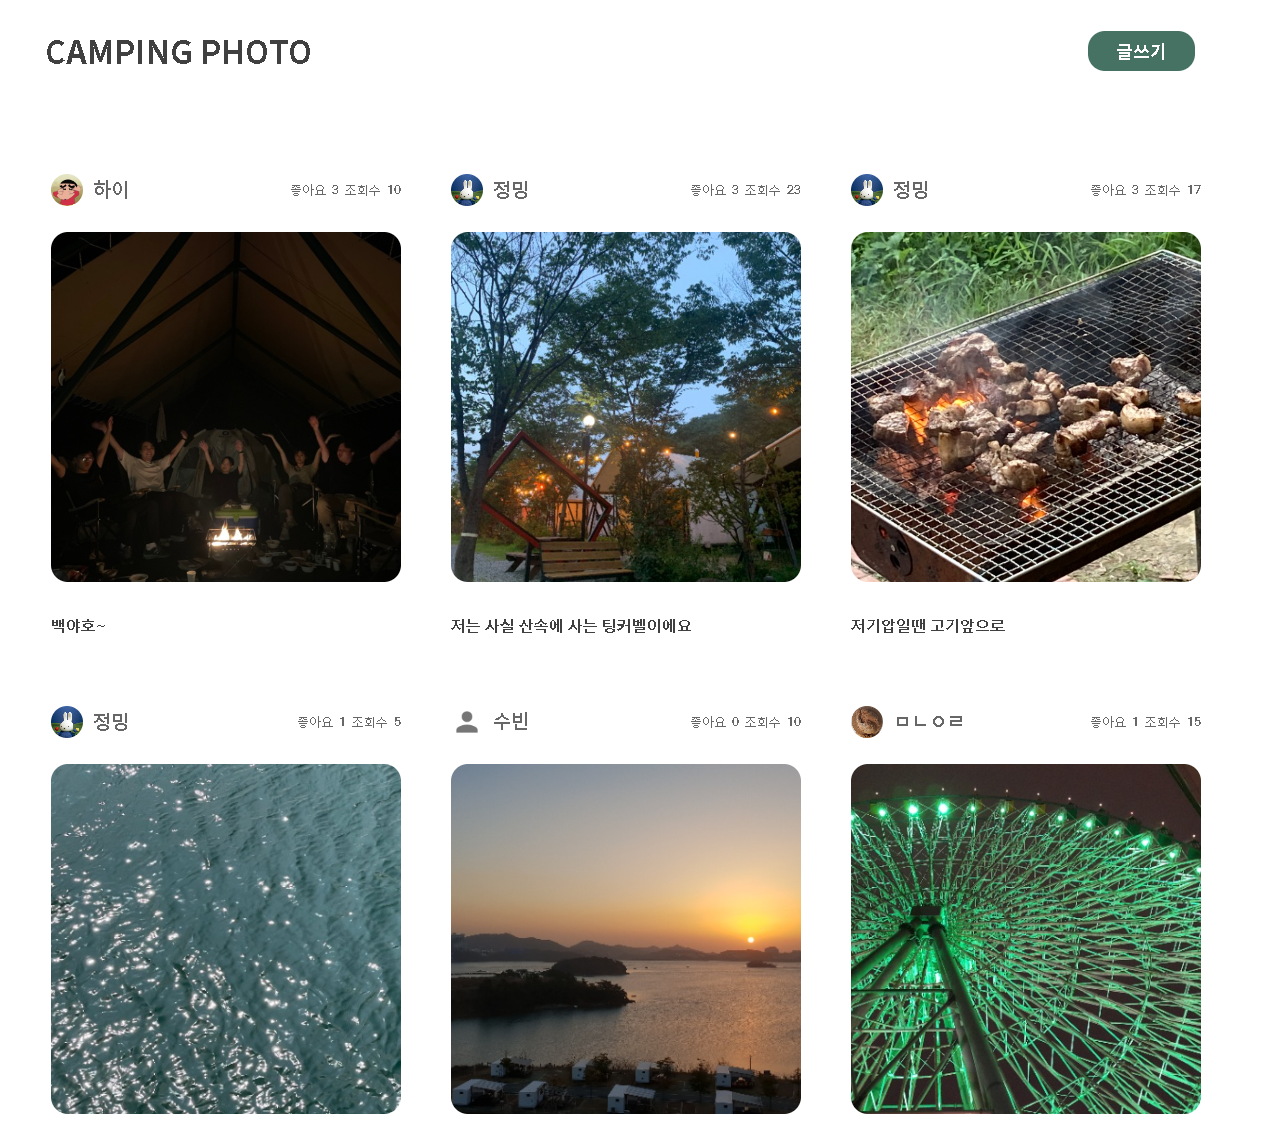 CAMPING PHOTO
글쓰기
하이
좋아요 3 조회수 10
정밍
좋아요 3 조회수 23
정밍
좋아요 3 조회수 17
백야호~
저는 사실 산속에 사는 팅커벨이에요
저기압일땐 고기앞으로
정밍
좋아요 1 조회수 5
수빈
좋아요 0 조회수 10
ㅁㄴㅇㄹ
좋아요 1 조회수 15